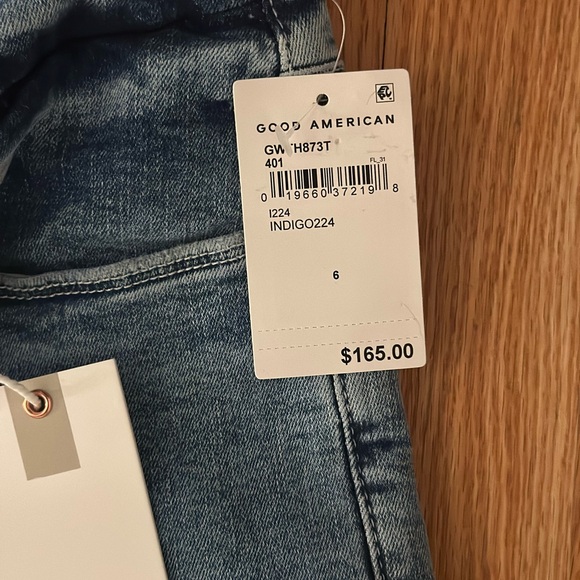 GOOD AMERICAN
401
FL_31
0 19660 37219 8
I224
INDIGO224
6
$165.00